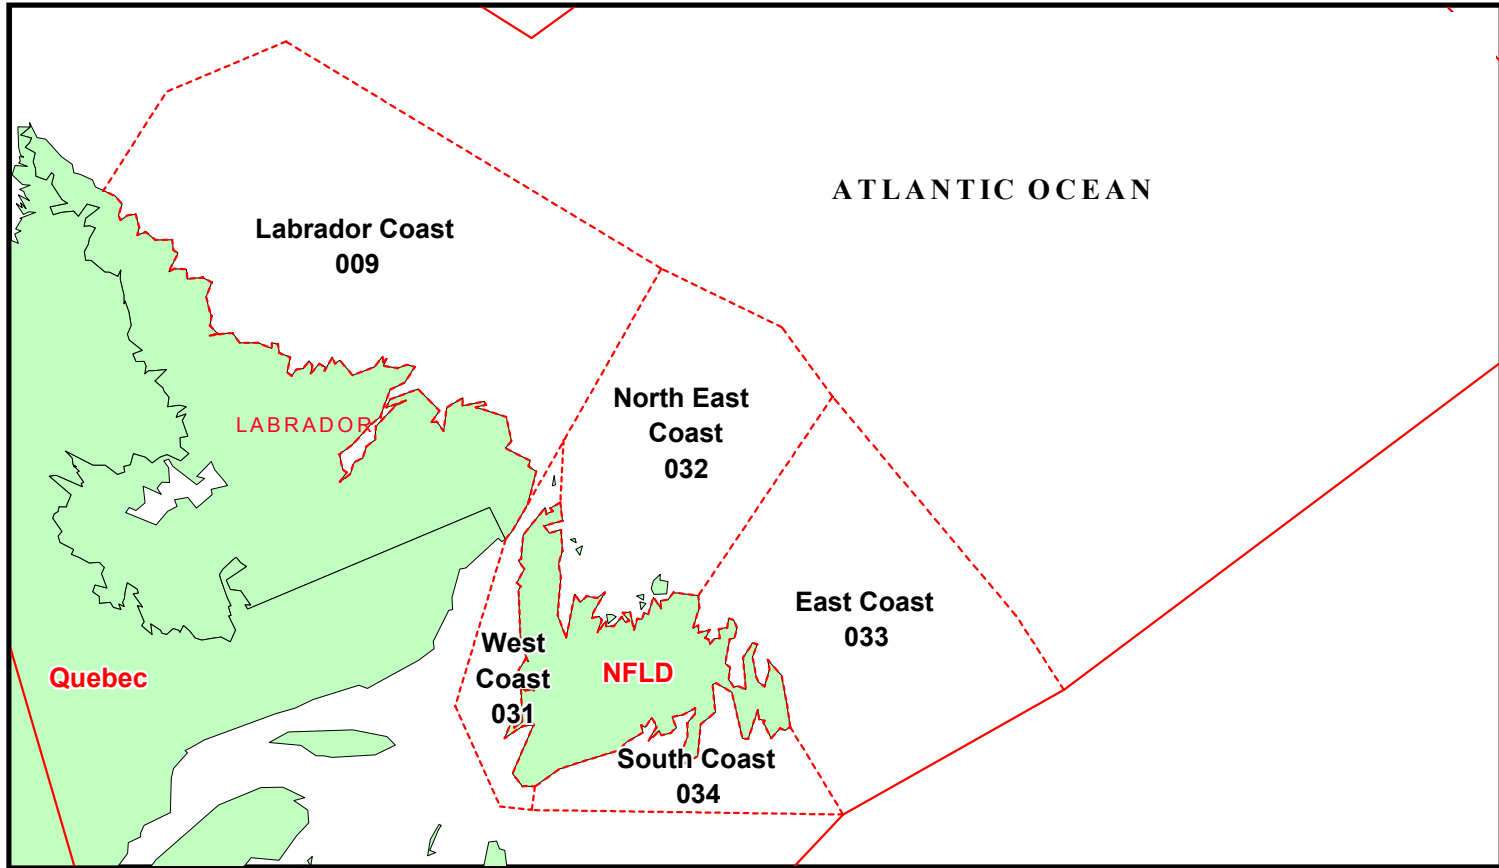 ATLANTIC OCEAN
Labrador Coast
009
North East
Coast
032
LABRADOR
East Coast
033
West
Coast
031
NFLD
Quebec
South Coast
034